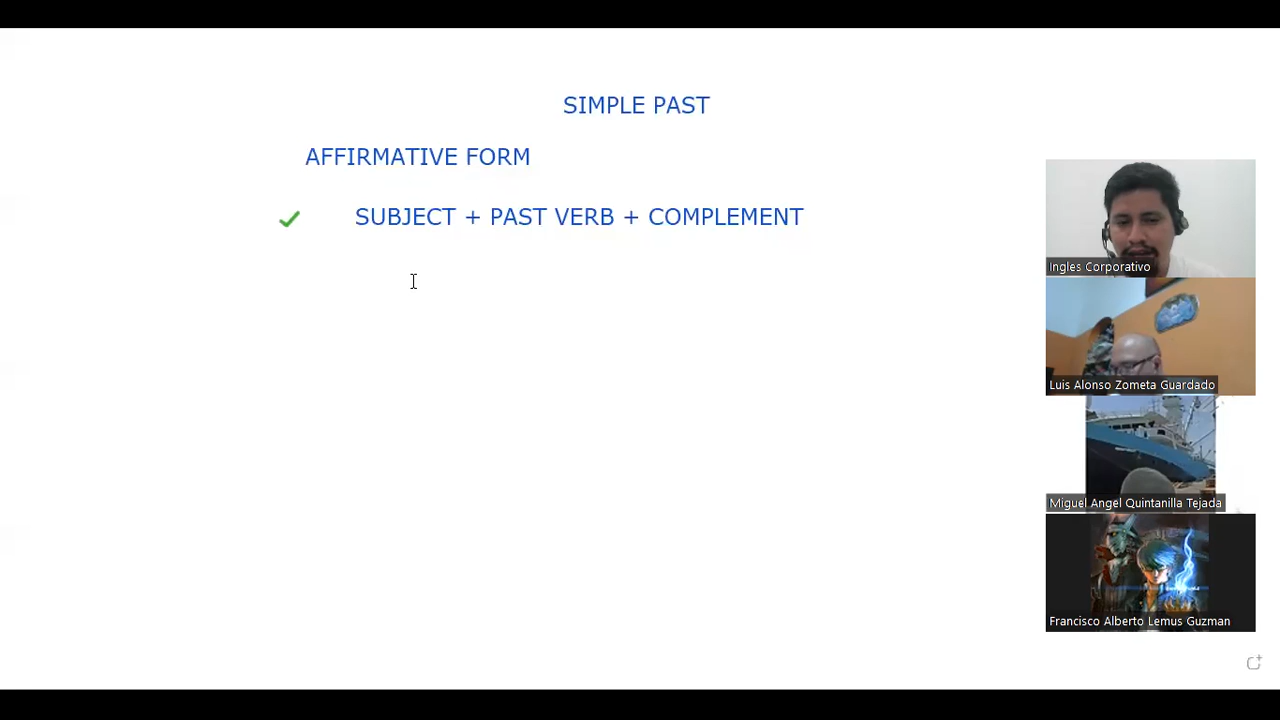 SIMPLE PAST
AFFIRMATIVE FORM
SUBJECT + PAST VERB + COMPLEMENT
Ingles Corporativo
Luis Alonso Zometa Guardado
Miguel Angel Quintanilla Tejada
Francisco Alberto Lemus Guzman